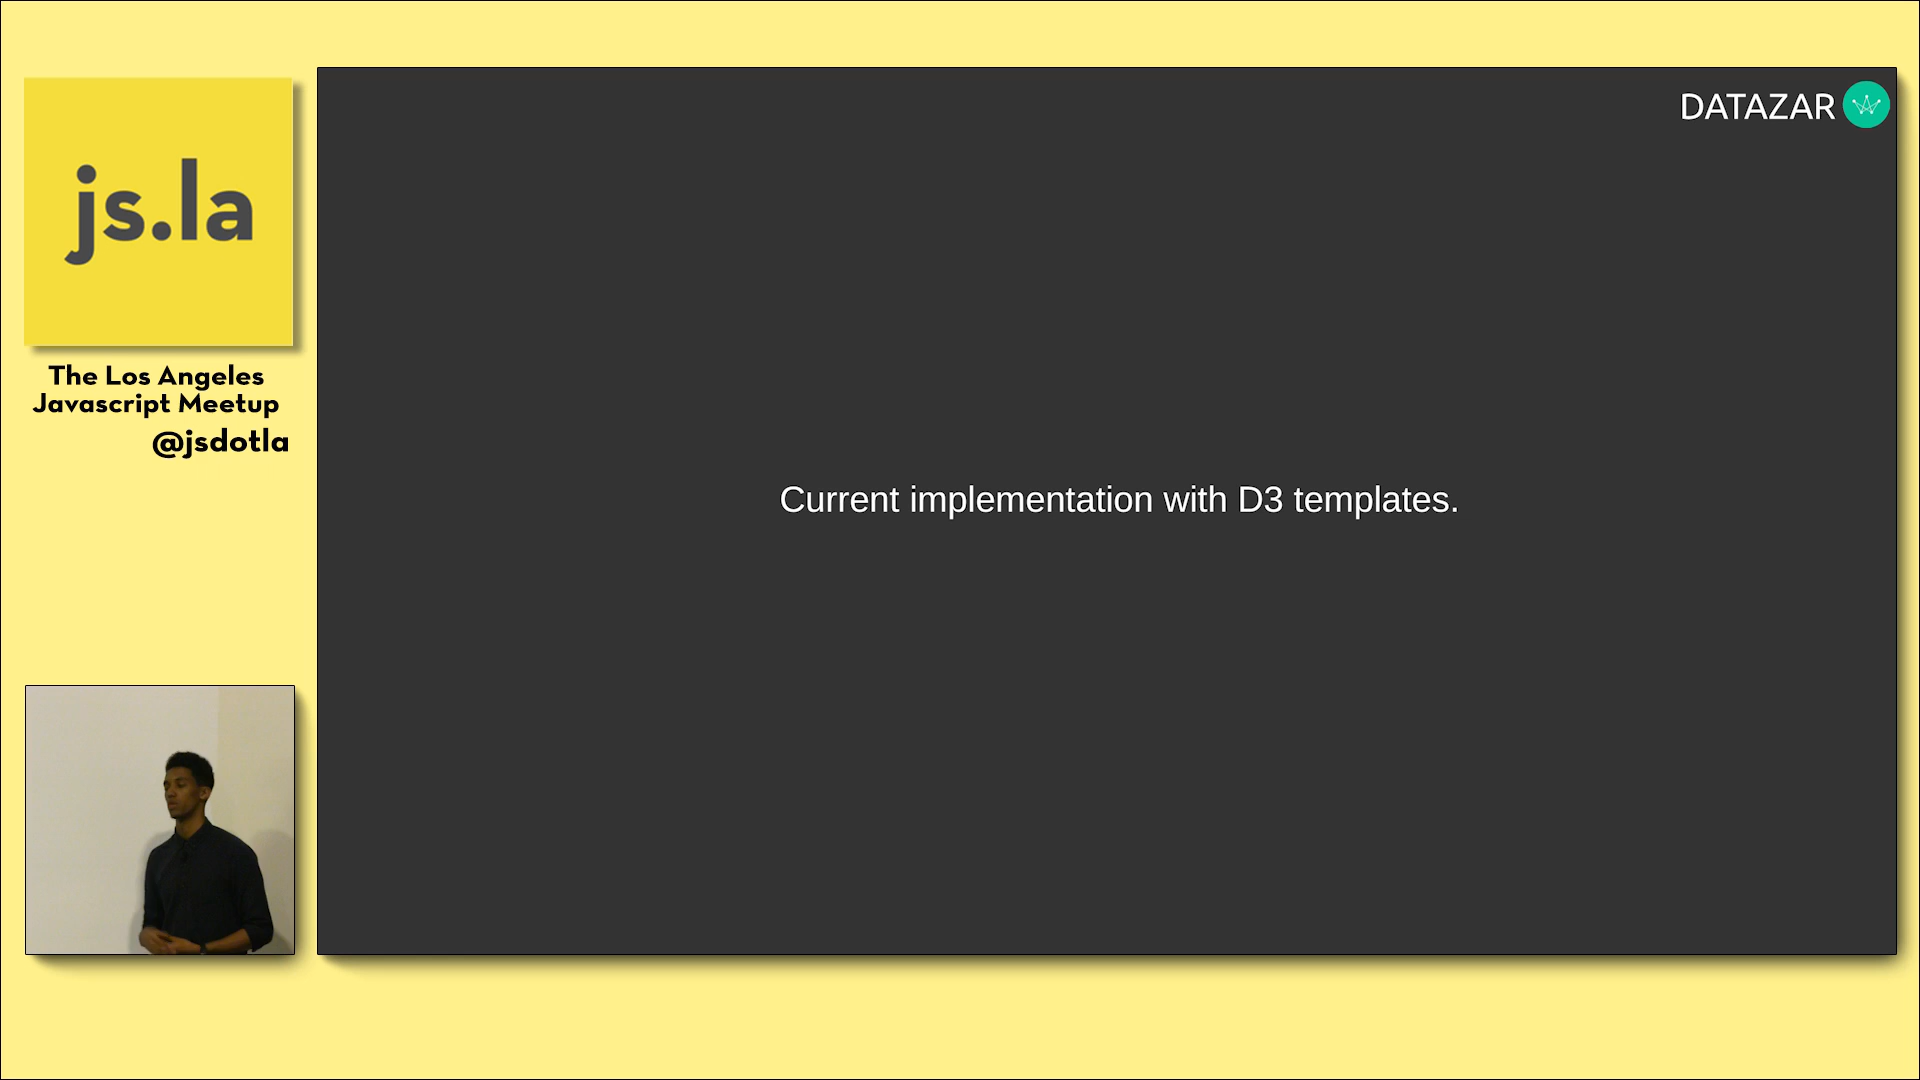 js.la
The Los Angeles
Javascript Meetup
@jsdotla
DATAZAR
Current implementation with D3 templates.